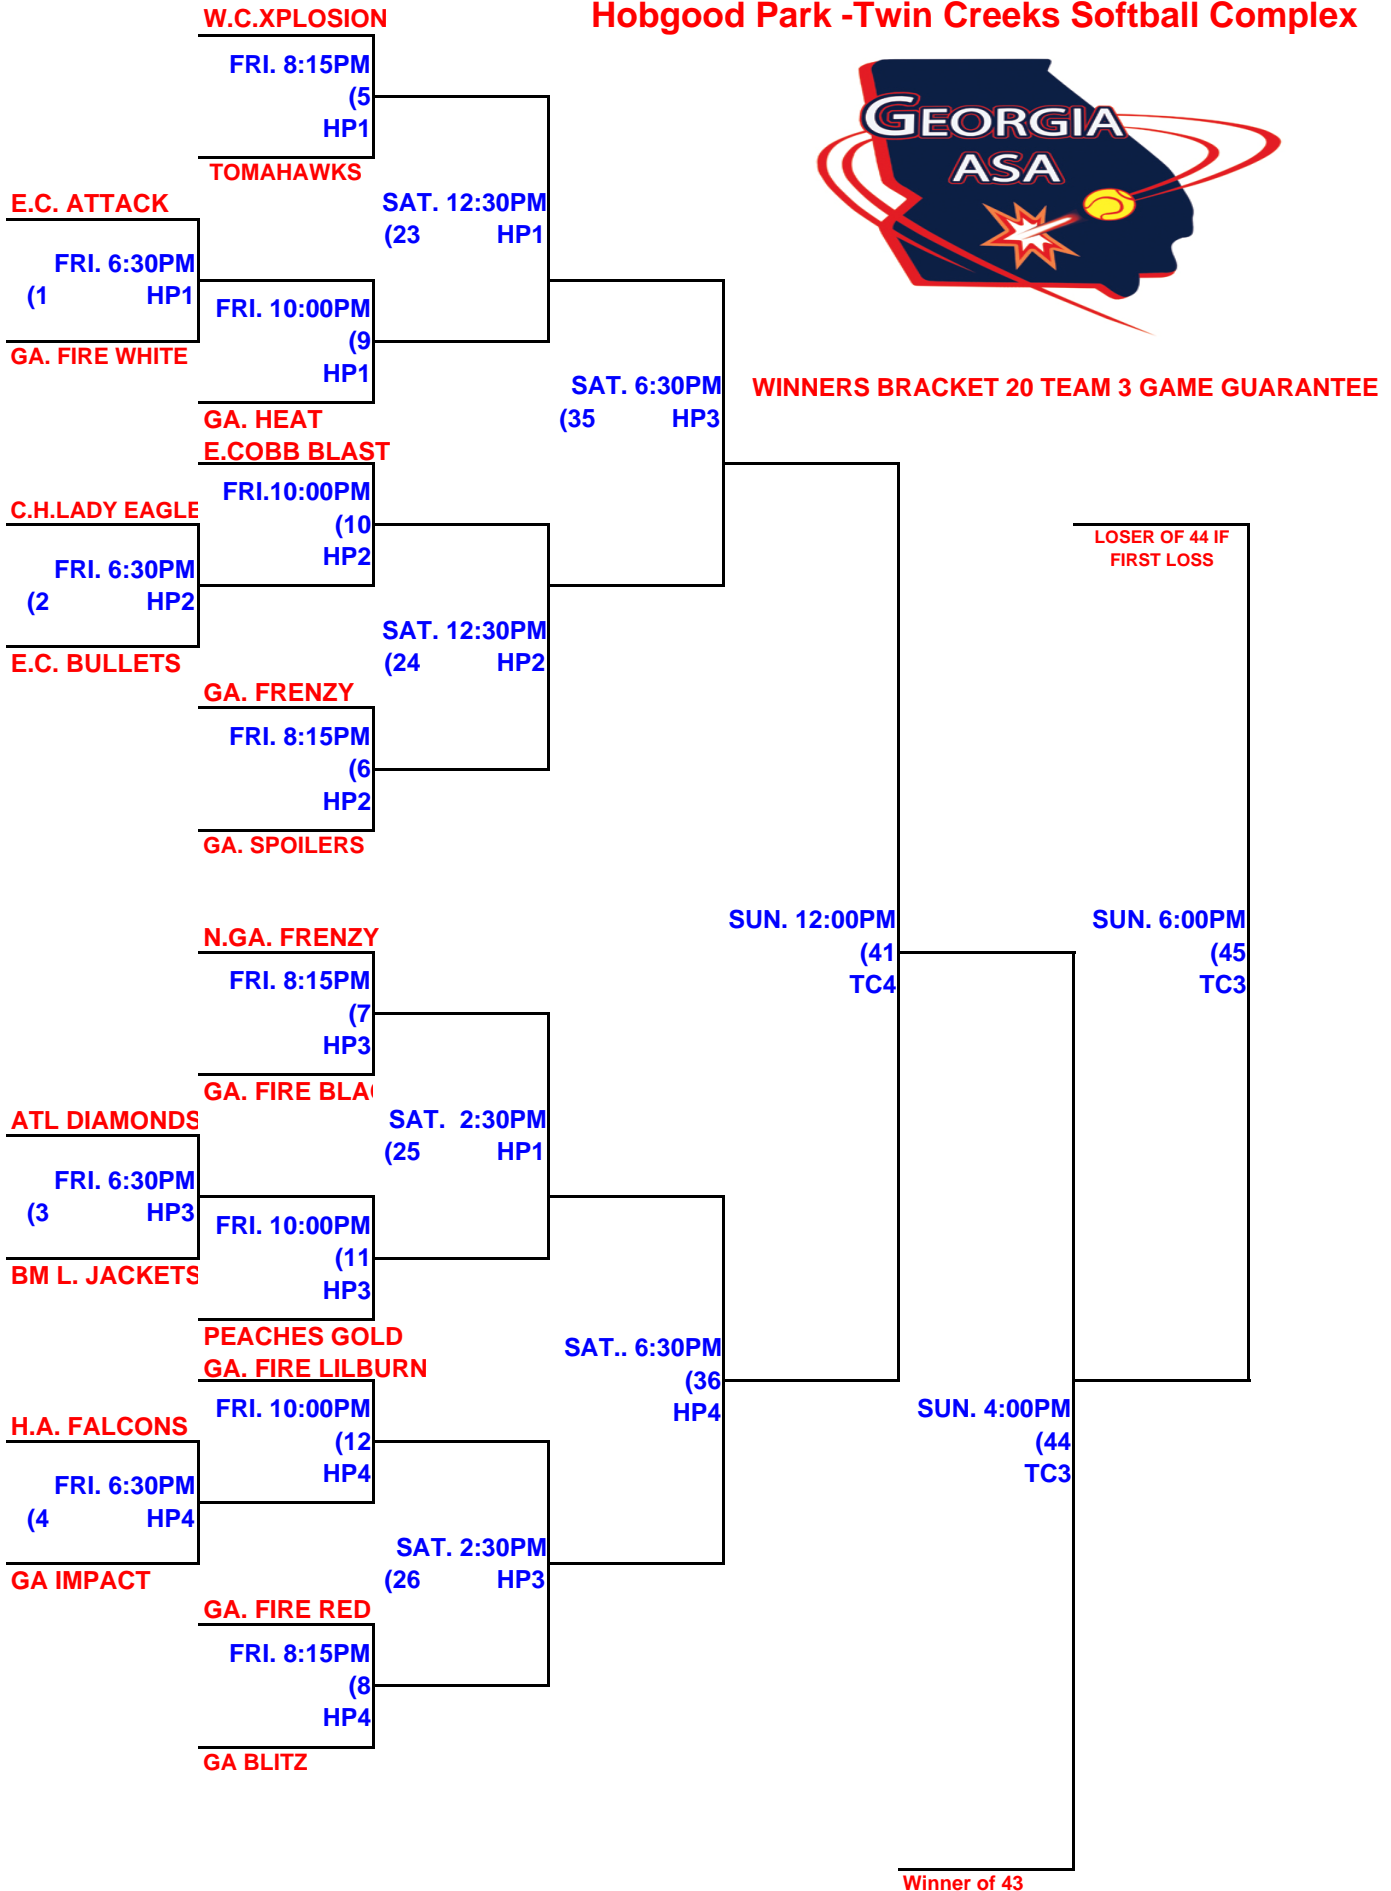 W.C.XPLOSION
Hobgood Park -Twin Creeks Softball Complex
FRI. 8:15PM
(5
HP1
TOMAHAWKS
GEORGIA
ASA
E.C. ATTACK
SAT. 12:30PM
(23 HP1
FRI. 6:30PM
(1 HP1
GA. FIRE WHITE
FRI. 10:00PM
(9
HP1
GA. HEAT
SAT. 6:30PM
(35 HP3
WINNERS BRACKET 20 TEAM 3 GAME GUARANTEE
E.COBB BLAST
C.H.LADY EAGLE
FRI.10:00PM
(10
HP2
FRI. 6:30PM
(2 HP2
E.C. BULLETS
LOSER OF 44 IF
FIRST LOSS
SAT. 12:30PM
(24 HP2
GA. FRENZY
FRI. 8:15PM
(6
HP2
GA. SPOILERS
SUN. 12:00PM
(41
TC4
SUN. 6:00PM
(45
TC3
N.GA. FRENZY
FRI. 8:15PM
(7
HP3
GA. FIRE BLA
ATL DIAMONDS
SAT. 2:30PM
(25 HP1
FRI. 6:30PM
(3 HP3
BM L. JACKETS
FRI. 10:00PM
(11
HP3
PEACHES GOLD
GA. FIRE LILBURN
SAT.. 6:30PM
(36
HP4
H.A. FALCONS
FRI. 10:00PM
(12
HP4
SUN. 4:00PM
(44
TC3
FRI. 6:30PM
(4 HP4
GA IMPACT
SAT. 2:30PM
(26 HP3
GA. FIRE RED
FRI. 8:15PM
(8
HP4
GA BLITZ
Winner of 43